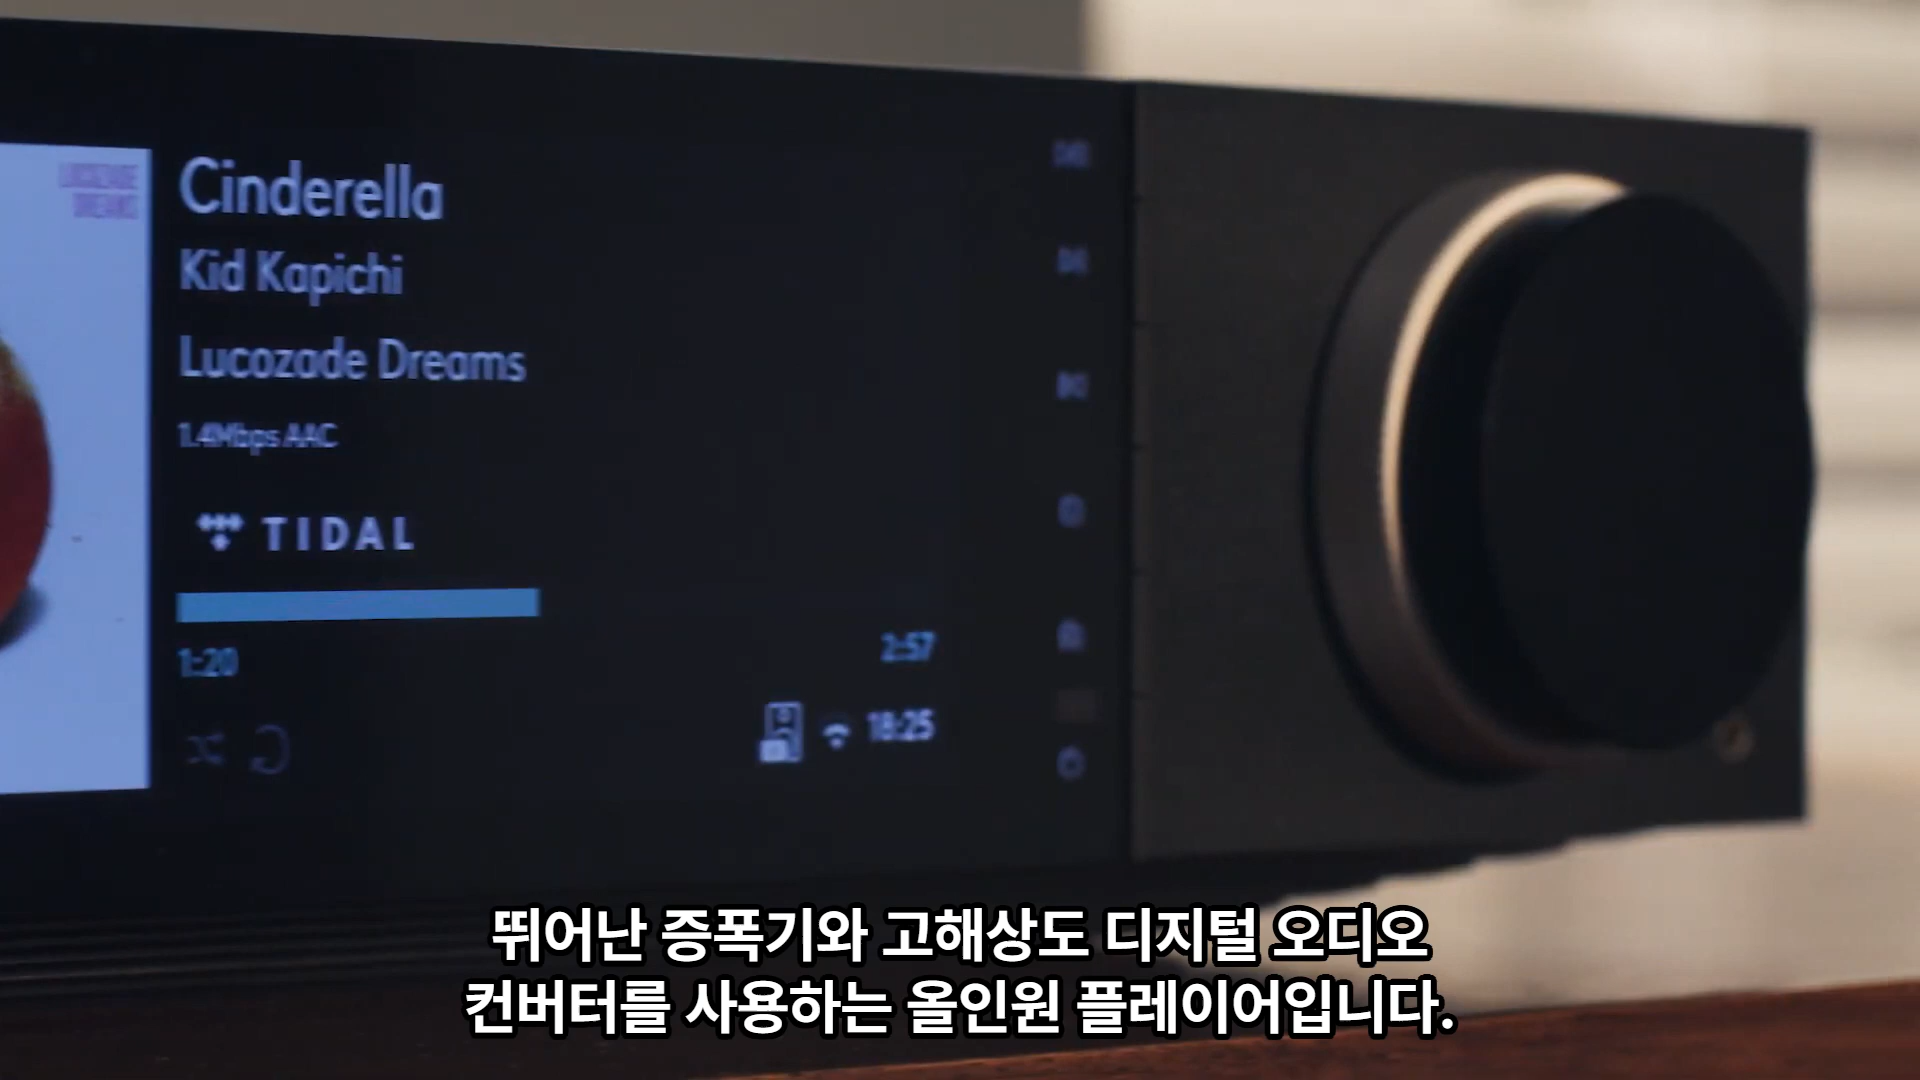 LUCOZADE
DREAMS
Cinderella
Kid Kapichi
Lucozade Dreams
1.4Mbps AAC
TIDAL
1:20
2:57
18:25
뛰어난 증폭기와 고해상도 디지털 오디오
컨버터를 사용하는 올인원 플레이어입니다.